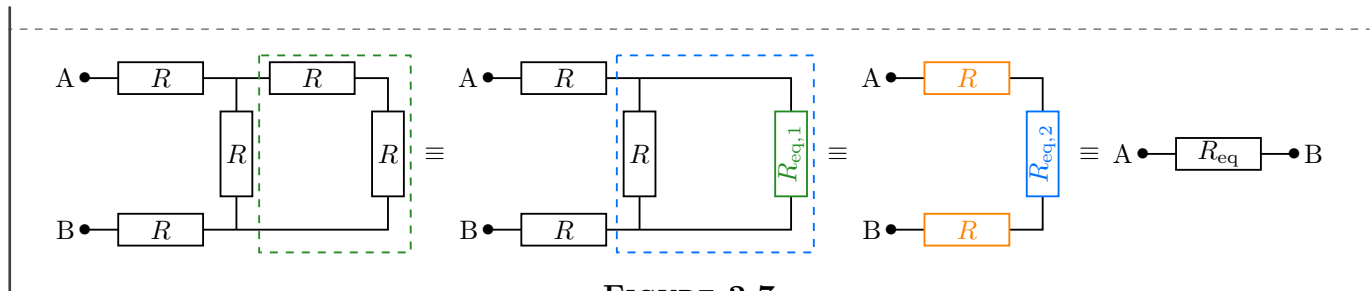 A R R A R A R
R R ≡ R R_eq,1 ≡ R_eq,2 ≡ A R_eq B
B R B R B R